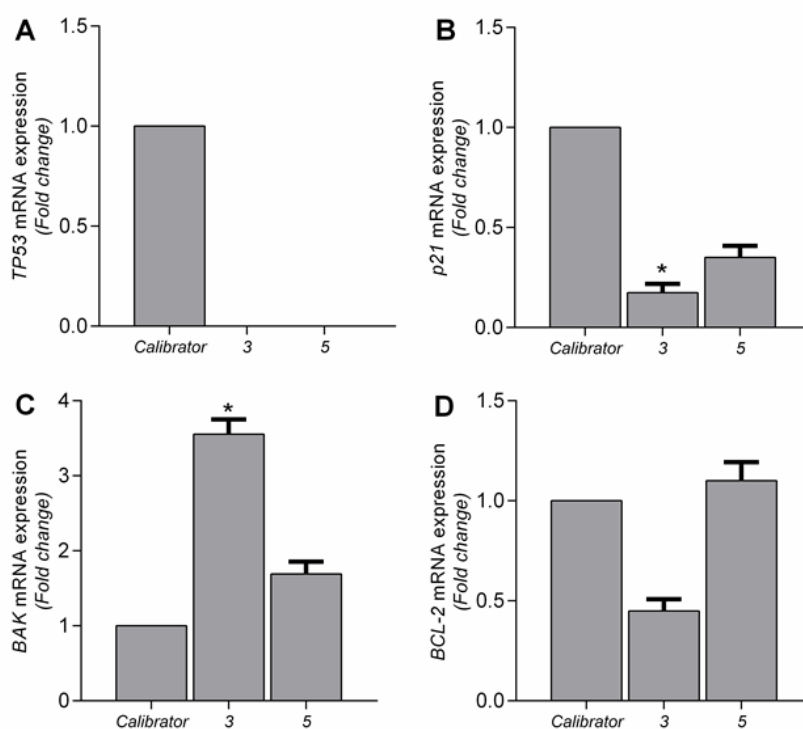 A
TP53 mRNA expression
(Fold change)
1.5
1.0
0.5
0.0
Calibrator 3 5
B
p21 mRNA expression
(Fold change)
1.5
1.0
0.5
0.0
*
Calibrator 3 5
C
BAK mRNA expression
(Fold change)
4
3
2
1
0
*
Calibrator 3 5
D
BCL-2 mRNA expression
(Fold change)
1.5
1.0
0.5
0.0
Calibrator 3 5